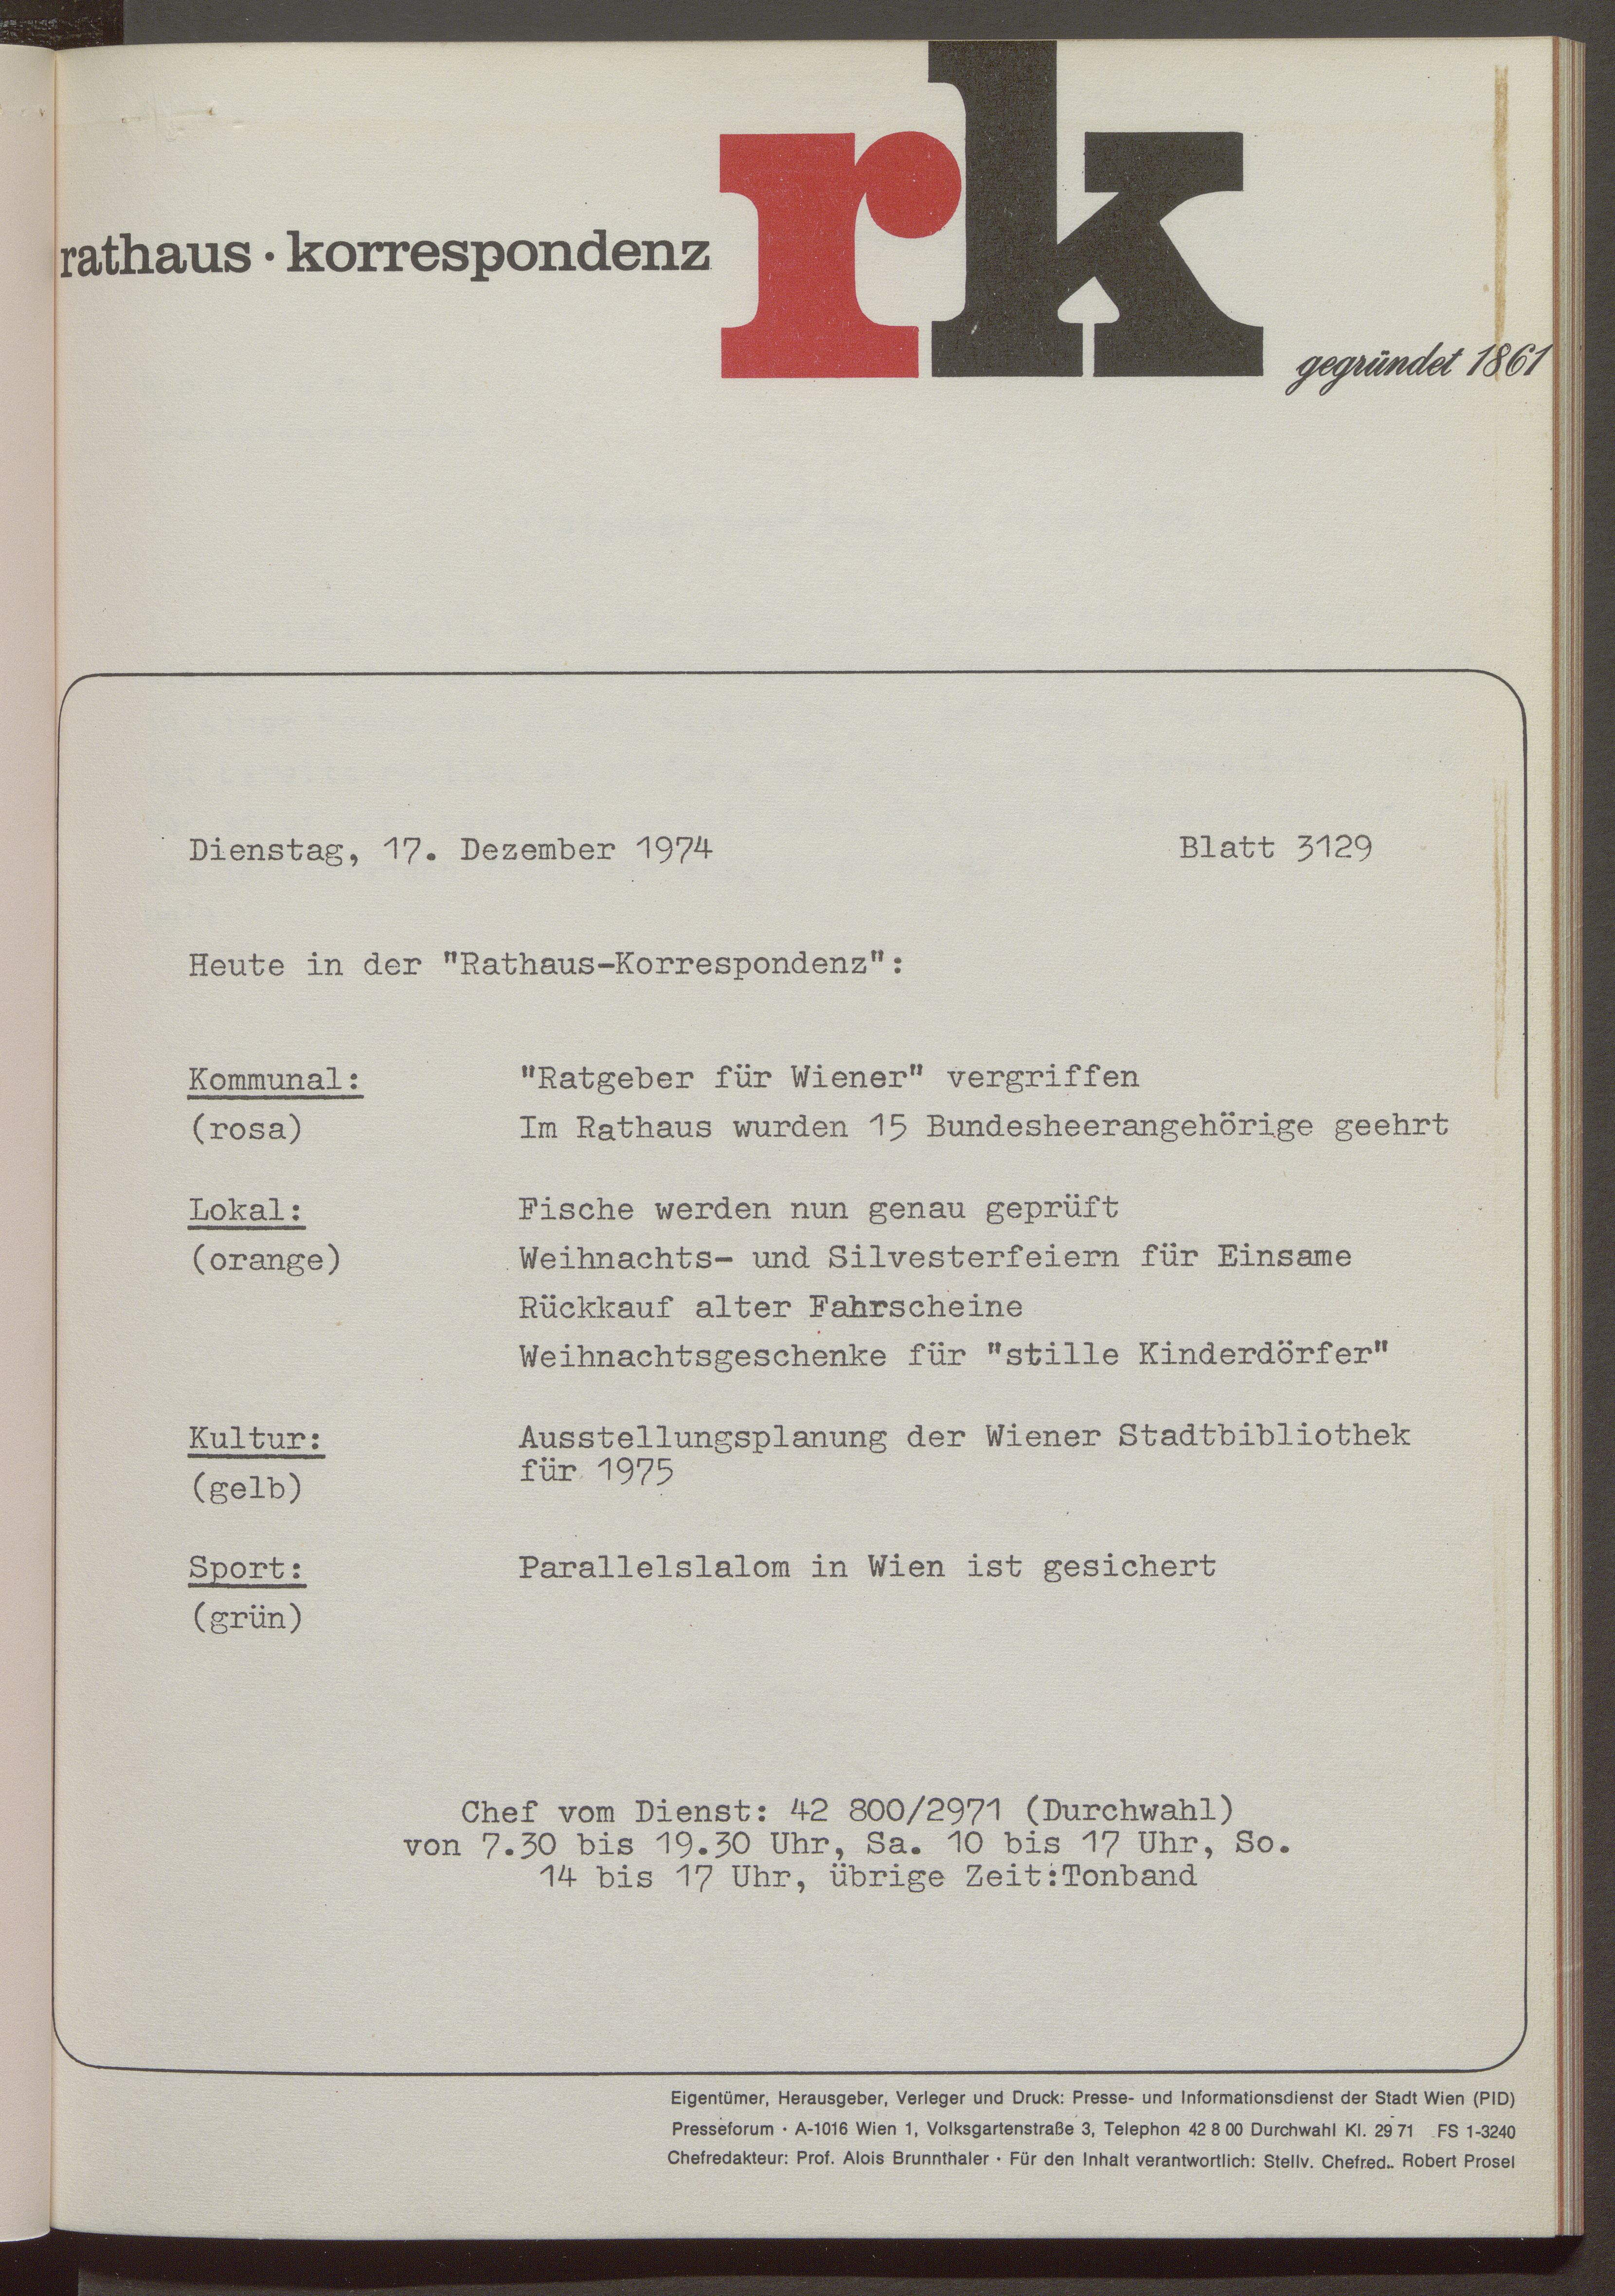 rk
rathaus · korrespondenz
gegründet 1861
Dienstag, 17. Dezember 1974 Blatt 3129
Heute in der "Rathaus-Korrespondenz":
Kommunal: "Ratgeber für Wiener" vergriffen
(rosa) Im Rathaus wurden 15 Bundesheerangehörige geehrt
Lokal: Fische werden nun genau geprüft
(orange) Weihnachts- und Silvesterfeiern für Einsame
Rückkauf alter Fahrscheine
Weihnachtsgeschenke für "stille Kinderdörfer"
Kultur: Ausstellungsplanung der Wiener Stadtbibliothek
für 1975
(gelb)
Sport: Parallelslalom in Wien ist gesichert
(grün)
Chef vom Dienst: 42 800/2971 (Durchwahl)
von 7.30 bis 19.30 Uhr, Sa. 10 bis 17 Uhr, So.
14 bis 17 Uhr, übrige Zeit:Tonband
Eigentümer, Herausgeber, Verleger und Druck: Presse- und Informationsdienst der Stadt Wien (PID)
Presseforum · A-1016 Wien 1, Volksgartenstraße 3, Telephon 42 8 00 Durchwahl Kl. 29 71 FS 1-3240
Chefredakteur: Prof. Alois Brunnthaler · Für den Inhalt verantwortlich: Stellv. Chefred.. Robert Prosel